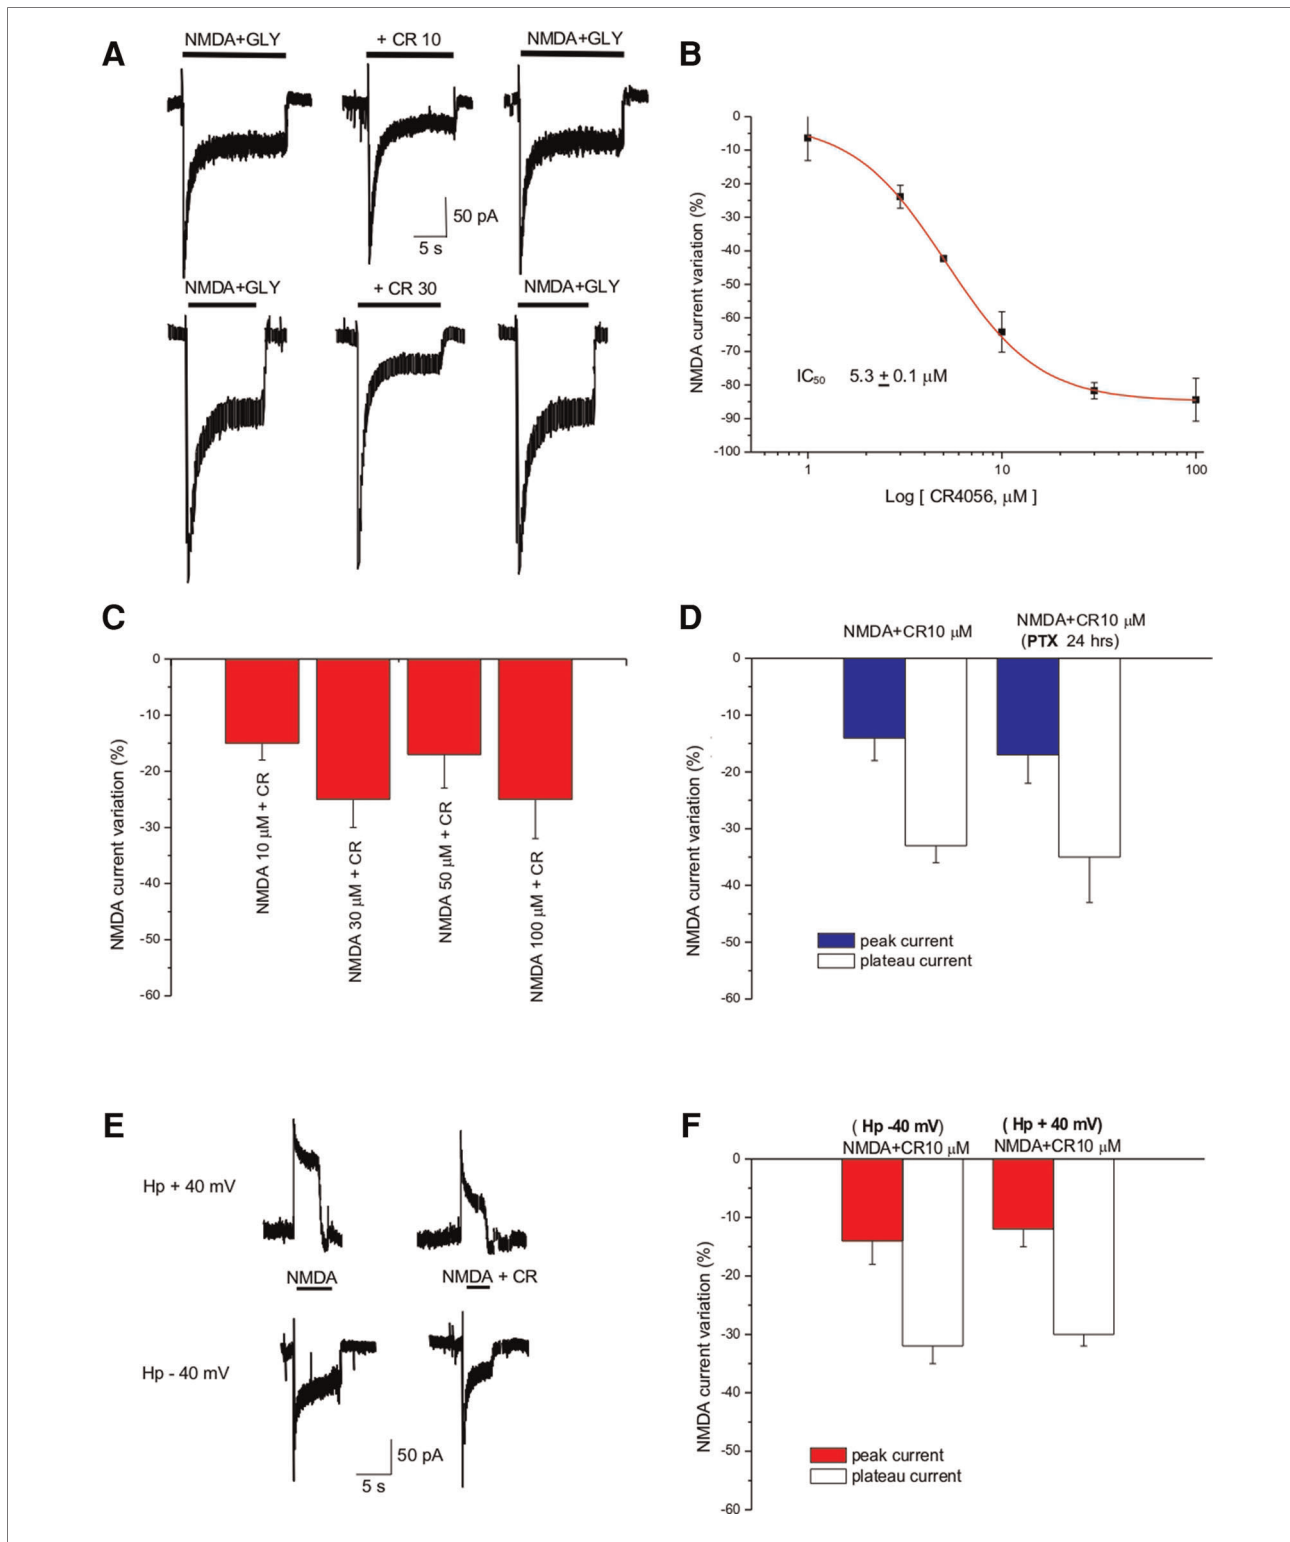 A
NMDA+GLY
+ CR 10
NMDA+GLY
50 pA
5 s
NMDA+GLY
+ CR 30
NMDA+GLY
B
NMDA current variation (%)
0
-10
-20
-30
-40
-50
-60
-70
-80
-90
-100
IC50 5.3 ± 0.1 µM
1 10 100
Log [ CR4056, µM ]
C
NMDA current variation (%)
0
-10
-20
-30
-40
-50
-60
NMDA 10 µM + CR
NMDA 30 µM + CR
NMDA 50 µM + CR
NMDA 100 µM + CR
D
NMDA+CR10 µM
NMDA+CR10 µM
(PTX 24 hrs)
NMDA current variation (%)
0
-10
-20
-30
-40
-50
-60
peak current
plateau current
E
Hp + 40 mV
NMDA
NMDA + CR
Hp - 40 mV
50 pA
5 s
F
( Hp -40 mV)
NMDA+CR10 µM
( Hp + 40 mV)
NMDA+CR10 µM
NMDA current variation (%)
0
-10
-20
-30
-40
-50
-60
peak current
plateau current